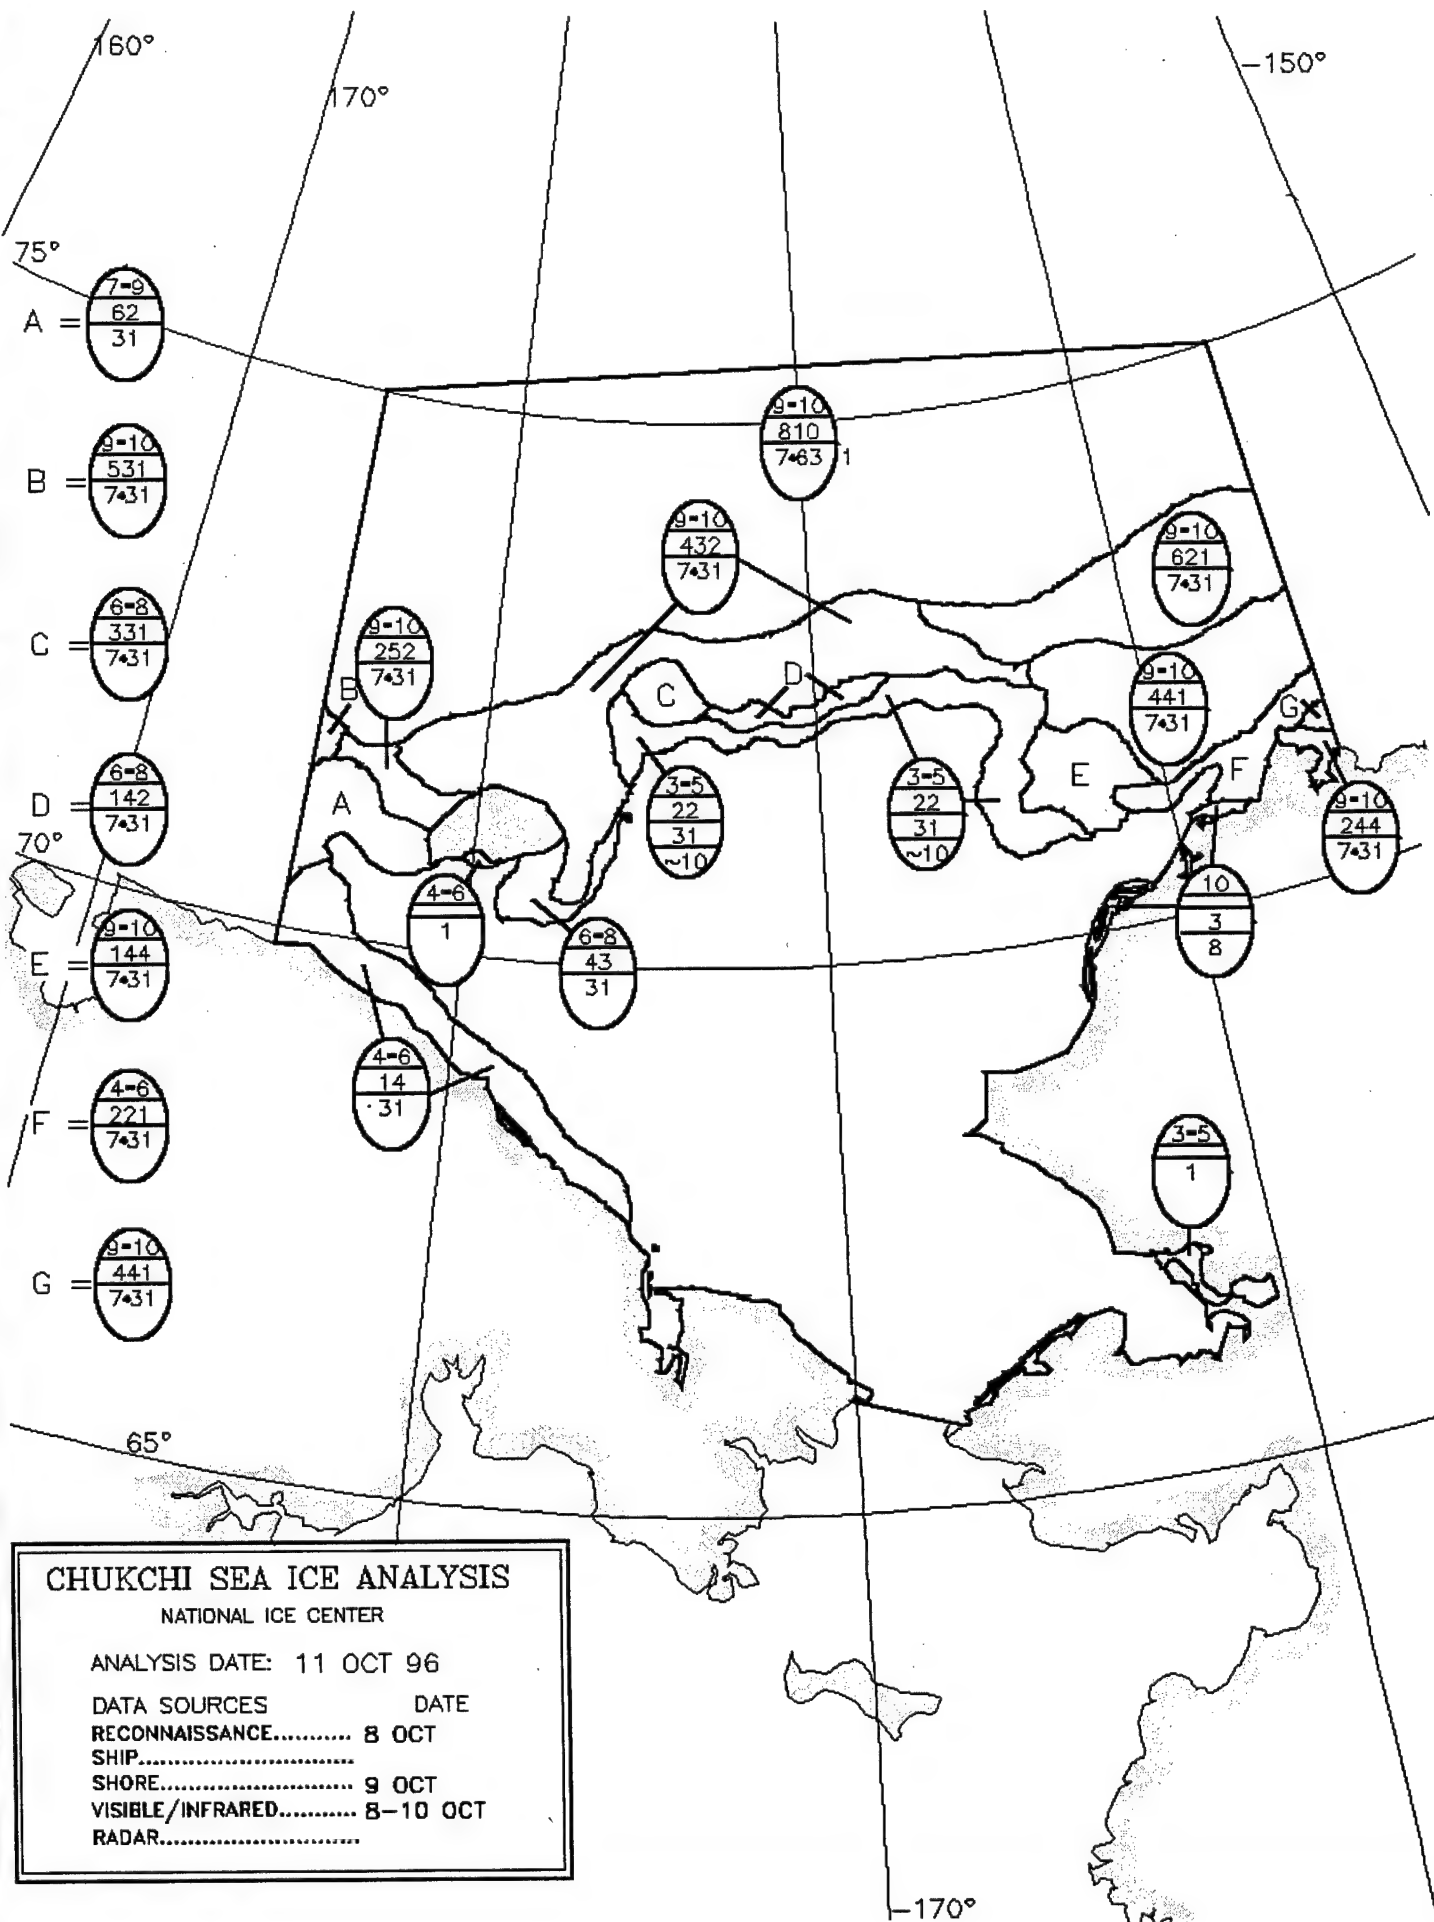 160°
170°
-150°
75°
A =
7-9
62
31
9-10
810
7•63 1
B =
9-10
531
7•31
9-10
432
7•31
9-10
621
7•31
C =
6-8
331
7•31
9-10
252
7•31
B
C
D
9-10
441
7•31
G
D =
6-8
142
7•31
A
3-5
22
31
~10
3-5
22
31
~10
E
F
9-10
244
7•31
70°
4-6
1
6-8
43
31
10
3
8
E =
9-10
144
7•31
4-6
14
31
F =
4-6
221
7•31
3-5
1
G =
9-10
441
7•31
65°
CHUKCHI SEA ICE ANALYSIS
NATIONAL ICE CENTER
ANALYSIS DATE: 11 OCT 96
DATA SOURCES DATE
RECONNAISSANCE........... 8 OCT
SHIP..............................
SHORE........................... 9 OCT
VISIBLE/INFRARED........... 8-10 OCT
RADAR............................
-170°